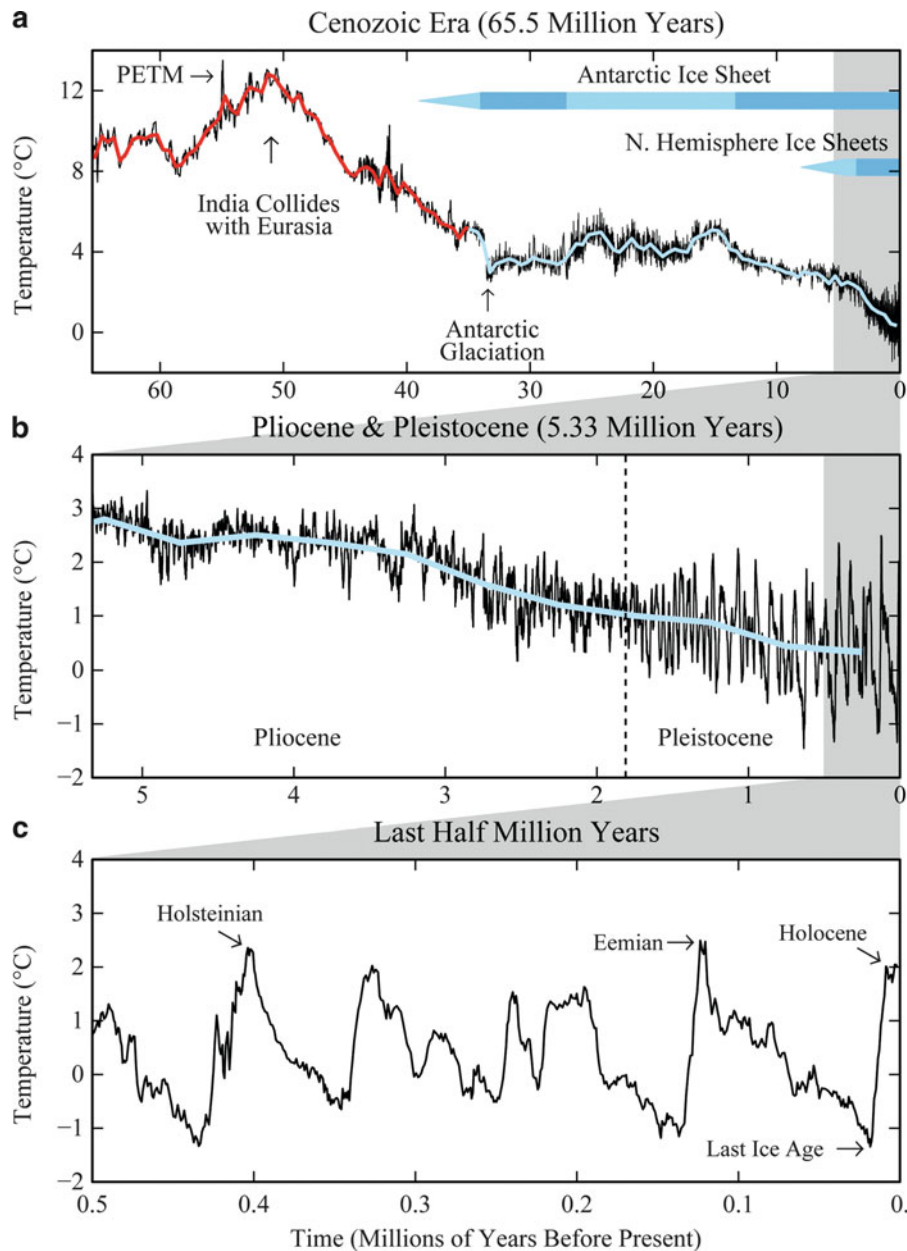 a
Cenozoic Era (65.5 Million Years)
PETM
Antarctic Ice Sheet
N. Hemisphere Ice Sheets
India Collides
with Eurasia
Antarctic
Glaciation
Temperature (°C)
12
8
4
0
60 50 40 30 20 10 0
b
Pliocene & Pleistocene (5.33 Million Years)
Temperature (°C)
4
3
2
1
0
−1
−2
Pliocene
Pleistocene
5 4 3 2 1 0
c
Last Half Million Years
Temperature (°C)
4
3
2
1
0
−1
−2
Holsteinian
Eemian
Holocene
Last Ice Age
0.5 0.4 0.3 0.2 0.1 0.
Time (Millions of Years Before Present)